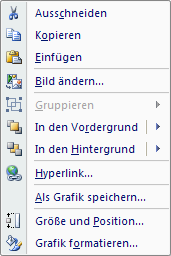 Ausschneiden
Kopieren
Einfügen
Bild ändern...
Gruppieren
In den Vordergrund
In den Hintergrund
Hyperlink...
Als Grafik speichern...
Größe und Position...
Grafik formatieren...